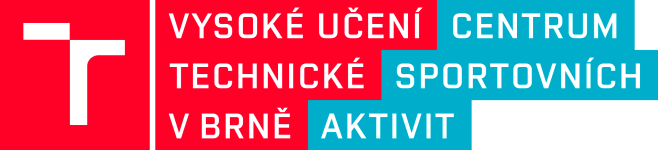 VYSOKÉ UČENÍ CENTRUM
TECHNICKÉ SPORTOVNÍCH
V BRNĚ AKTIVIT